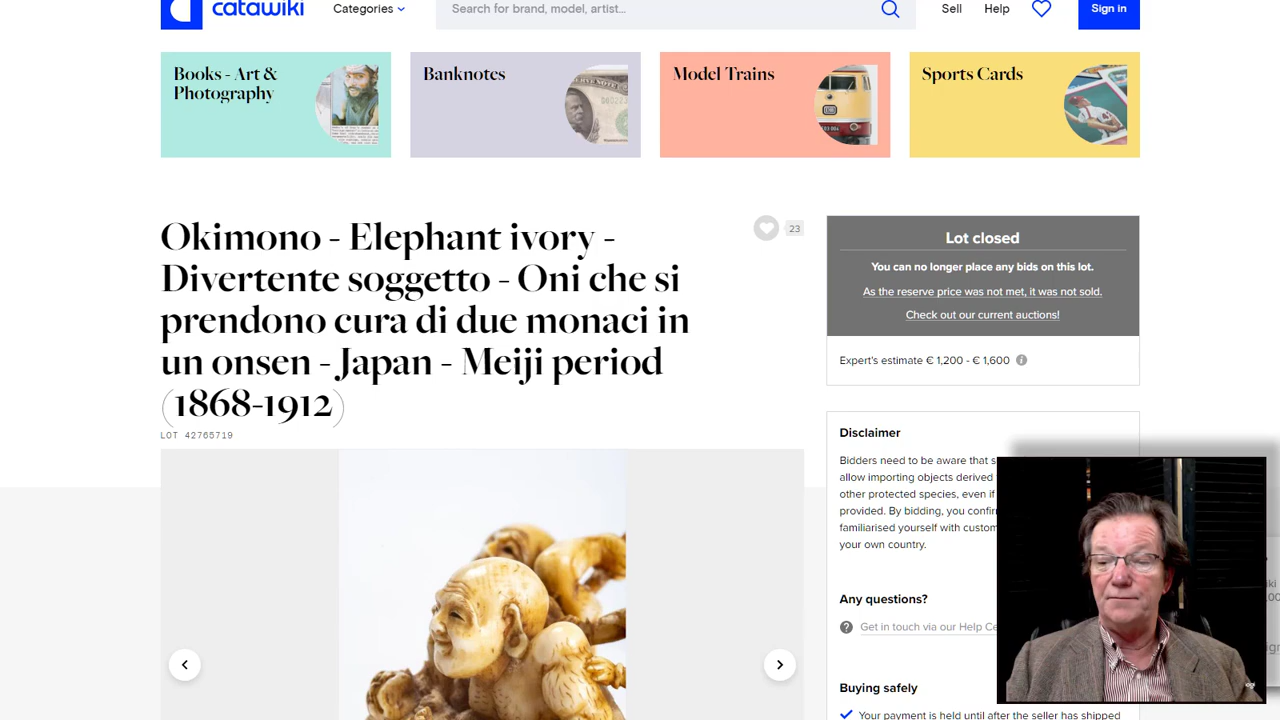 catawiki
Categories
Search for brand, model, artist...
Sell
Help
Sign in
Books - Art &
Photography
Banknotes
Model Trains
Sports Cards
Okimono - Elephant ivory -
Divertente soggetto - Oni che si
prendono cura di due monaci in
un onsen - Japan - Meiji period
(1868-1912)
23
LOT 42765719
Lot closed
You can no longer place any bids on this lot.
As the reserve price was not met, it was not sold.
Check out our current auctions!
Expert's estimate € 1,200 - € 1,600
Disclaimer
Bidders need to be aware that
allow importing objects derived
other protected species, even if
provided. By bidding, you confir
familiarised yourself with custom
your own country.
Any questions?
Get in touch via our Help Ce
Buying safely
Your payment is held until after the seller has shipped